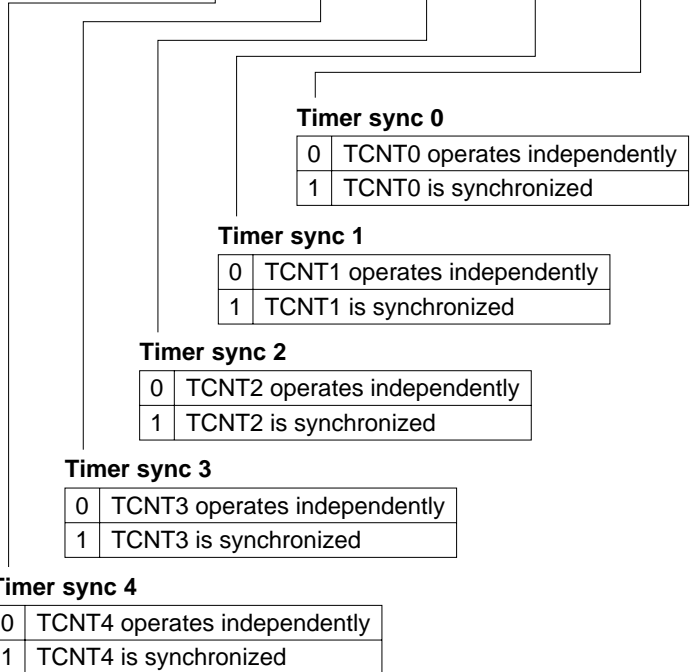 Timer sync 0
0 TCNT0 operates independently
1 TCNT0 is synchronized
Timer sync 1
0 TCNT1 operates independently
1 TCNT1 is synchronized
Timer sync 2
0 TCNT2 operates independently
1 TCNT2 is synchronized
Timer sync 3
0 TCNT3 operates independently
1 TCNT3 is synchronized
Timer sync 4
0 TCNT4 operates independently
1 TCNT4 is synchronized